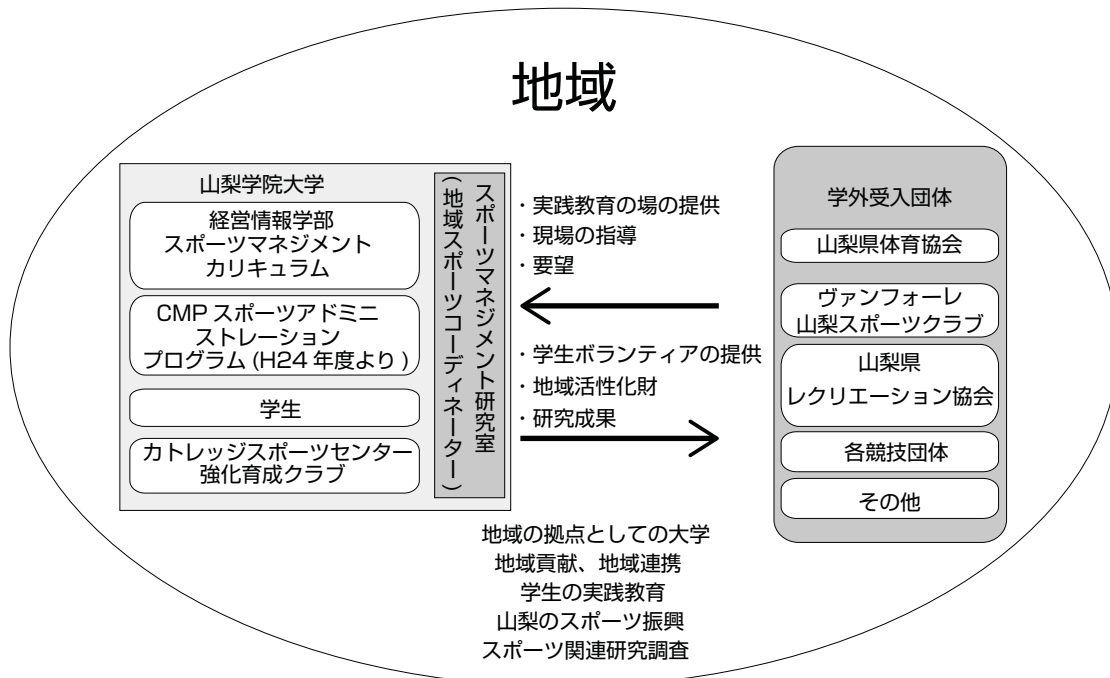 地域
山梨学院大学
経営情報学部
スポーツマネジメント
カリキュラム
CMP スポーツアドミニ
ストレーション
プログラム (H24 年度より )
学生
カトレッジスポーツセンター
強化育成クラブ
スポーツマネジメント研究室
(地域スポーツコーディネーター)
・実践教育の場の提供
・現場の指導
・要望
・学生ボランティアの提供
・地域活性化財
・研究成果
学外受入団体
山梨県体育協会
ヴァンフォーレ
山梨スポーツクラブ
山梨県
レクリエーション協会
各競技団体
その他
地域の拠点としての大学
地域貢献、地域連携
学生の実践教育
山梨のスポーツ振興
スポーツ関連研究調査